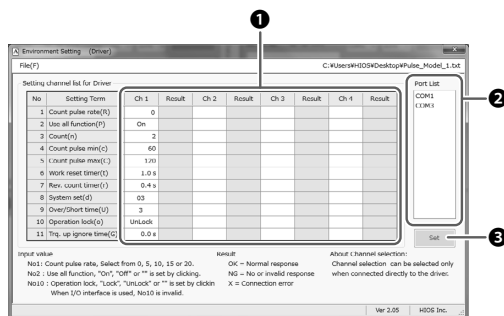 ❶
Environment Setting (Driver)
File(F) C:¥Users¥HIOS¥Desktop¥Pulse_Model_1.txt
Setting channel list for Driver
Port List
No Setting Term Ch 1 Result Ch 2 Result Ch 3 Result Ch 4 Result
COM1
COM3
❷
1 Count pulse rate(R) 0
2 Use all function(P) On
3 Count(n) 2
4 Count pulse min(c) 60
5 Count pulse max(C) 120
6 Work reset timer(t) 1.0 s
7 Rev. count timer(r) 0.4 s
8 System set(d) 03
9 Over/Short time(U) 3
10 Operation lock(o) UnLock
11 Trq. up ignore time(G) 0.0 s
Set
❸
Input value
No1: Count pulse rate, Select from 0, 5, 10, 15 or 20.
No2 : Use all function, "On", "Off" or "" is set by clicking.
No10 : Operation lock, "Lock", "UnLock" or "" is set by clickin
When I/O interface is used, No10 is invalid.
Result
OK = Normal response
NG = No or invalid response
X = Connection error
About Channel selection:
Channel selection can be selected only
when connected directly to the driver.
Ver 2.05 HIOS Inc.